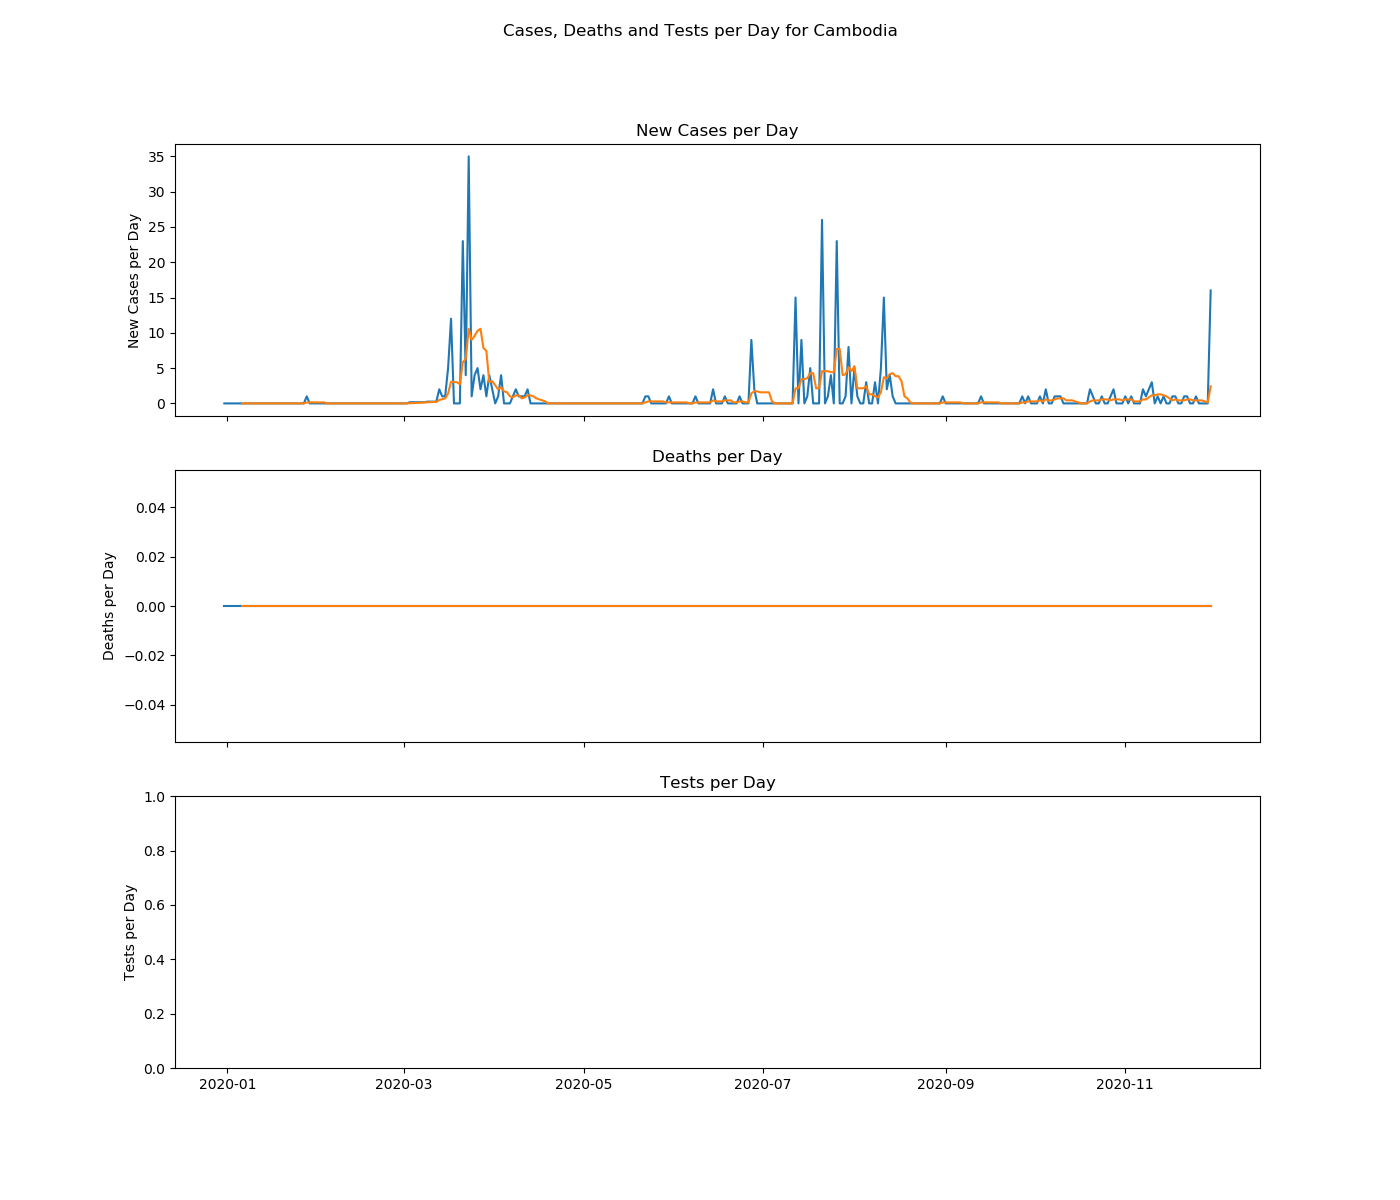 Cases, Deaths and Tests per Day for Cambodia
New Cases per Day
New Cases per Day
35
30
25
20
15
10
5
0
Deaths per Day
Deaths per Day
0.04
0.02
0.00
−0.02
−0.04
Tests per Day
Tests per Day
1.0
0.8
0.6
0.4
0.2
0.0
2020-01 2020-03 2020-05 2020-07 2020-09 2020-11